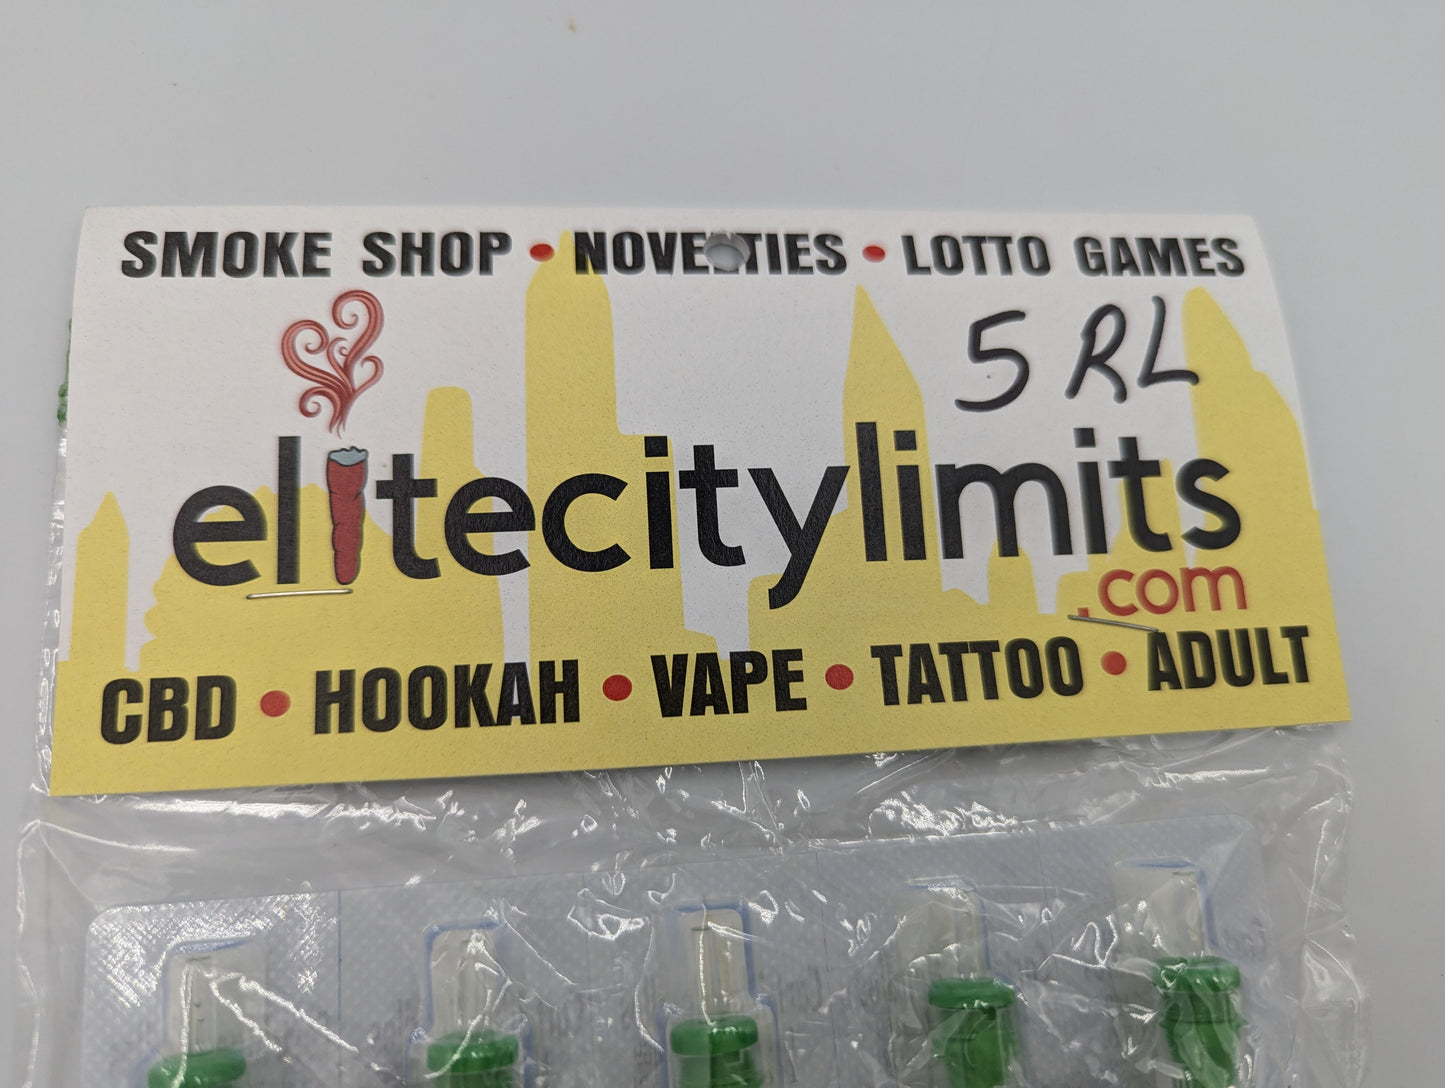 SMOKE SHOP • NOVELTIES • LOTTO GAMES
5 RL
elitecitylimits
.com
CBD • HOOKAH • VAPE • TATTOO • ADULT